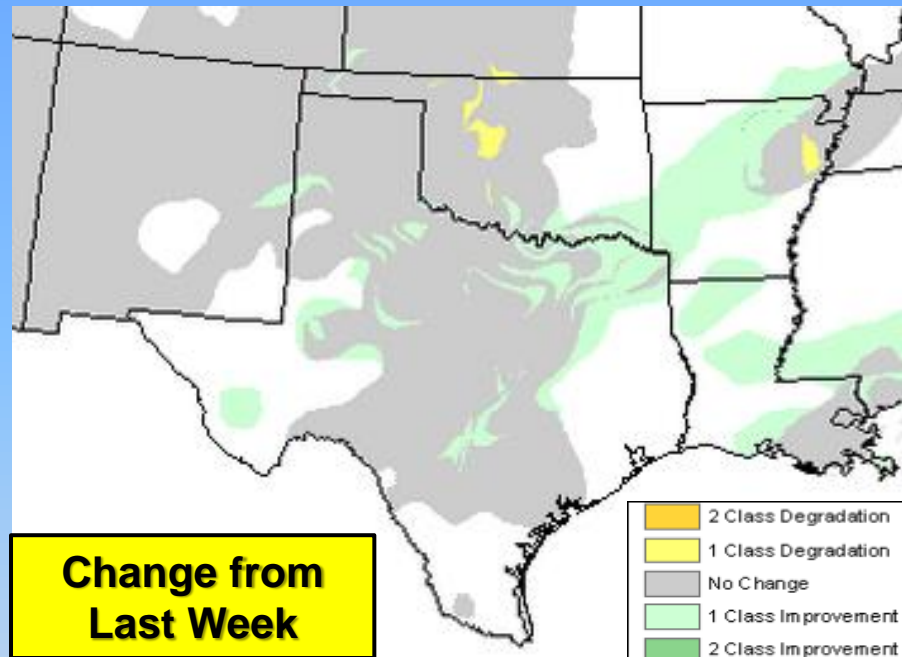 2 Class Degradation
1 Class Degradation
No Change
1 Class Improvement
2 Class Improvement
Change from
Last Week